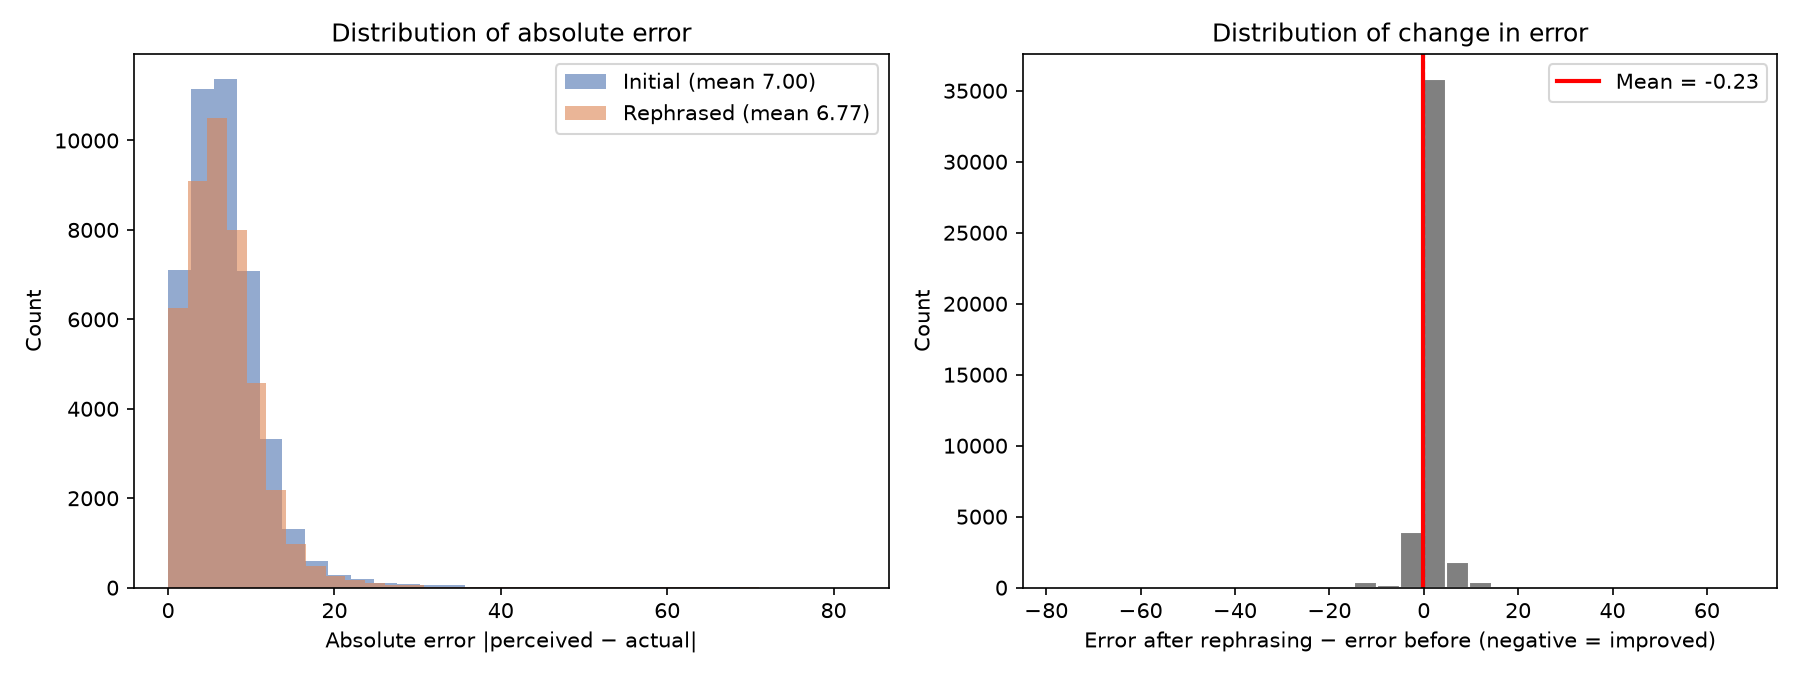 Distribution of absolute error
Initial (mean 7.00)
Rephrased (mean 6.77)
Count
10000
8000
6000
4000
2000
0
0 20 40 60 80
Absolute error |perceived − actual|
Distribution of change in error
Mean = -0.23
Count
35000
30000
25000
20000
15000
10000
5000
0
−80 −60 −40 −20 0 20 40 60
Error after rephrasing − error before (negative = improved)